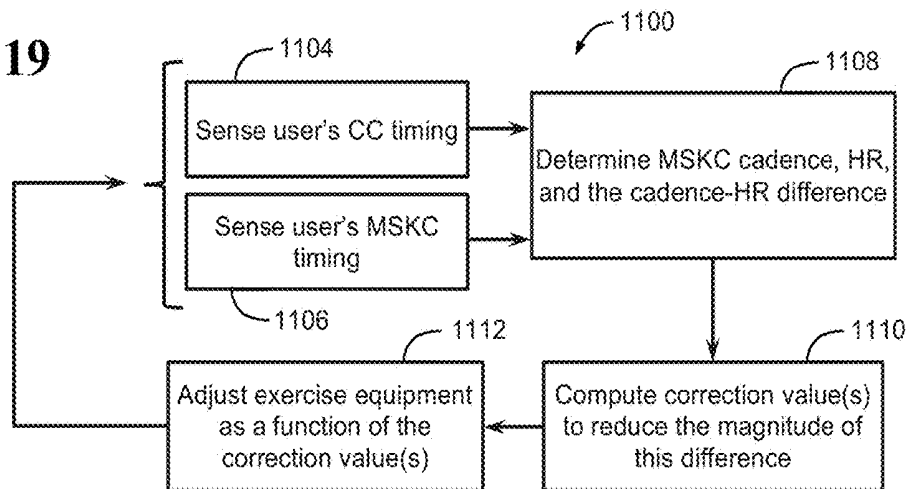 19
1100
1104
1108
Sense user's CC timing
Determine MSKC cadence, HR,
and the cadence-HR difference
Sense user's MSKC
timing
1106
1112
1110
Adjust exercise equipment
as a function of the
correction value(s)
Compute correction value(s)
to reduce the magnitude of
this difference